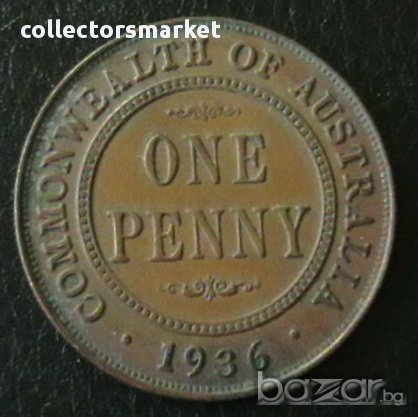 collectorsmarket
COMMONWEALTH OF AUSTRALIA
ONE
PENNY
· 1936 ·
bazar.bg